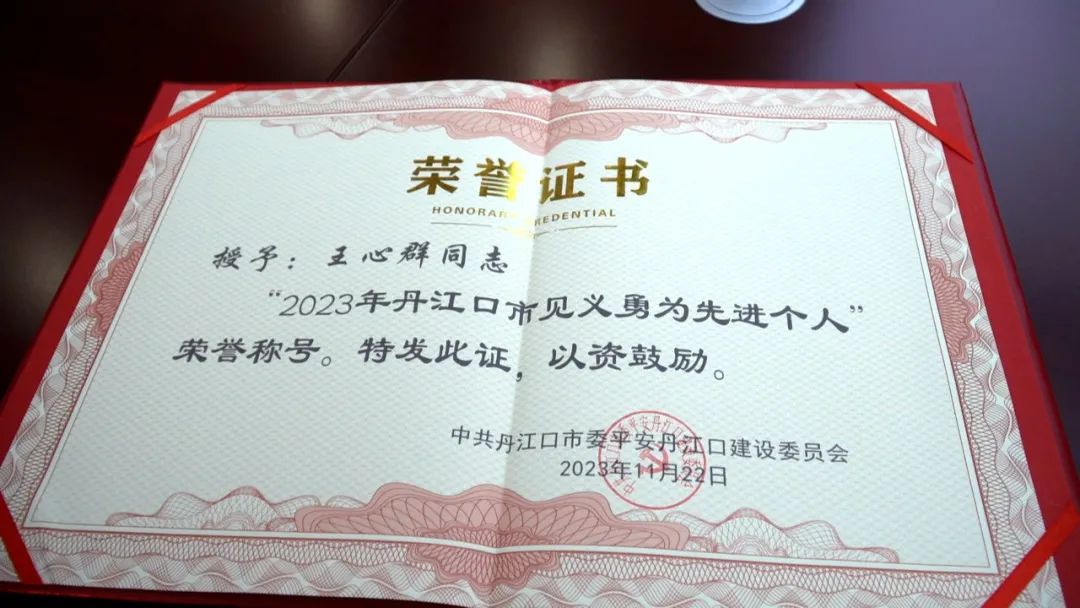 荣誉证书
HONORARY CREDENTIAL
授予：王心群同志
“2023年丹江口市见义勇为先进个人”
荣誉称号。特发此证，以资鼓励。
中共丹江口市委平安丹江口建设委员会
2023年11月22日